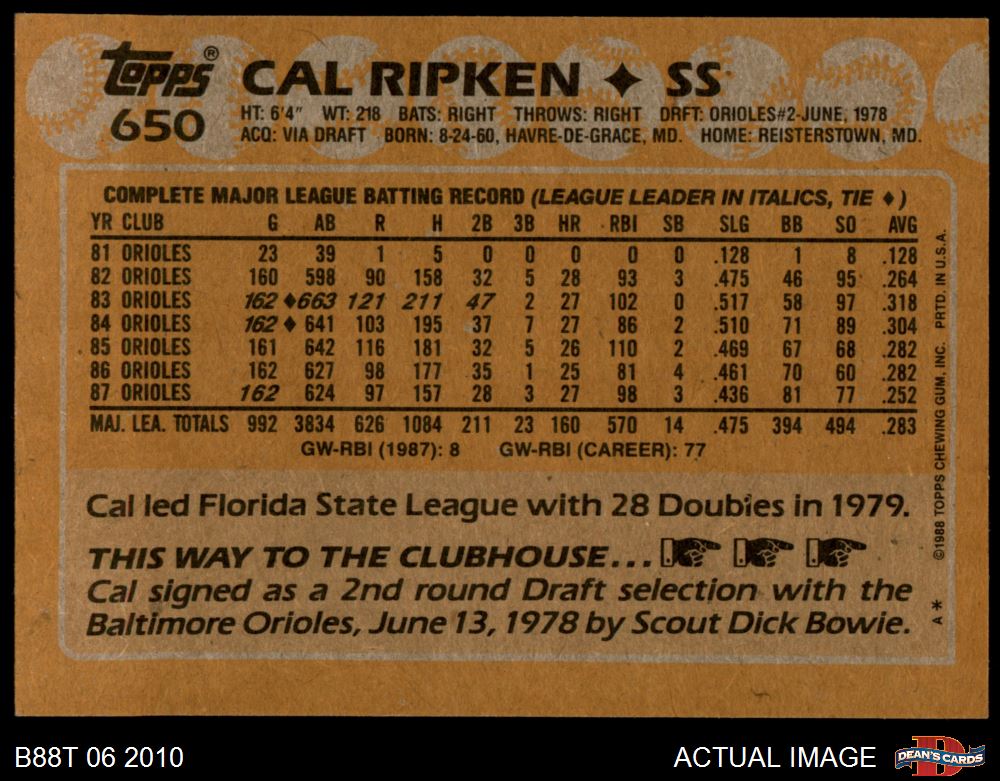 Topps®
650
CAL RIPKEN ✦ SS
HT: 6'4" WT: 218 BATS: RIGHT THROWS: RIGHT DRFT: ORIOLES#2-JUNE, 1978
ACQ: VIA DRAFT BORN: 8-24-60, HAVRE-DE-GRACE, MD. HOME: REISTERSTOWN, MD.
COMPLETE MAJOR LEAGUE BATTING RECORD (LEAGUE LEADER IN ITALICS, TIE ♦)
YR CLUB G AB R H 2B 3B HR RBI SB SLG BB SO AVG
81 ORIOLES 23 39 1 5 0 0 0 0 0 .128 1 8 .128
82 ORIOLES 160 598 90 158 32 5 28 93 3 .475 46 95 .264
83 ORIOLES 162 ♦663 121 211 47 2 27 102 0 .517 58 97 .318
84 ORIOLES 162 ♦ 641 103 195 37 7 27 86 2 .510 71 89 .304
85 ORIOLES 161 642 116 181 32 5 26 110 2 .469 67 68 .282
86 ORIOLES 162 627 98 177 35 1 25 81 4 .461 70 60 .282
87 ORIOLES 162 624 97 157 28 3 27 98 3 .436 81 77 .252
MAJ. LEA. TOTALS 992 3834 626 1084 211 23 160 570 14 .475 394 494 .283
GW-RBI (1987): 8 GW-RBI (CAREER): 77
Cal led Florida State League with 28 Doubles in 1979.
THIS WAY TO THE CLUBHOUSE...
Cal signed as a 2nd round Draft selection with the
Baltimore Orioles, June 13, 1978 by Scout Dick Bowie.
A* ©1988 TOPPS CHEWING GUM, INC. PRTD. IN U.S.A.
B88T 06 2010
ACTUAL IMAGE
D
DEAN'S CARDS